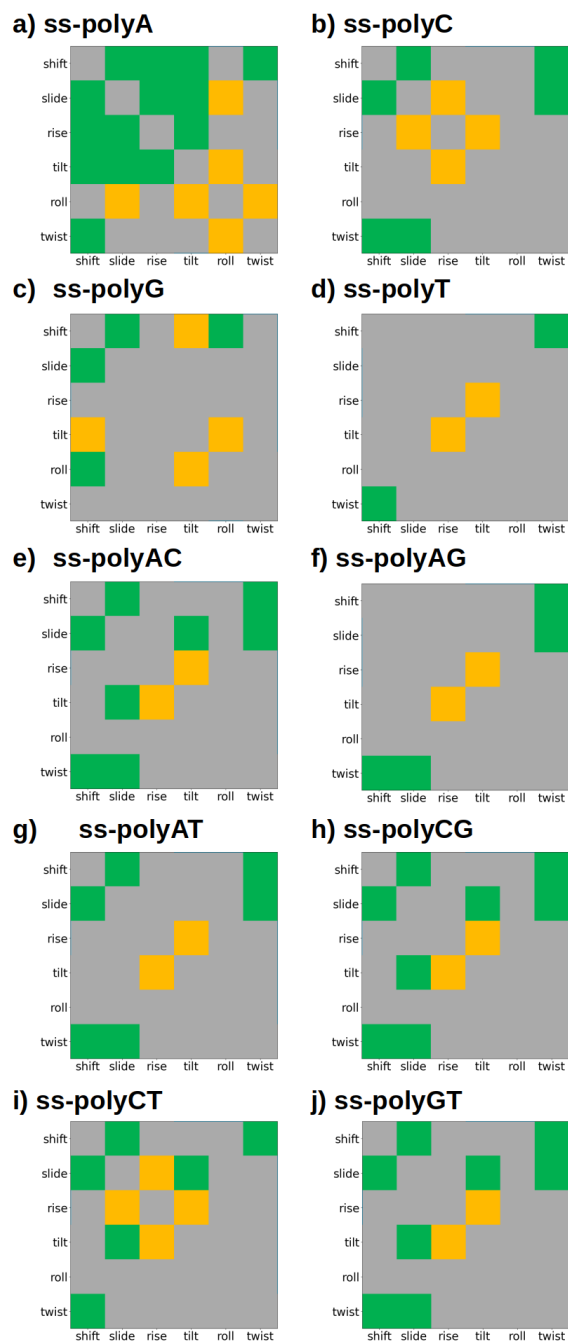 a) ss-polyA
b) ss-polyC
shift
slide
rise
tilt
roll
twist
shift slide rise tilt roll twist
shift
slide
rise
tilt
roll
twist
shift slide rise tilt roll twist
c) ss-polyG
d) ss-polyT
shift
slide
rise
tilt
roll
twist
shift slide rise tilt roll twist
shift
slide
rise
tilt
roll
twist
shift slide rise tilt roll twist
e) ss-polyAC
f) ss-polyAG
shift
slide
rise
tilt
roll
twist
shift slide rise tilt roll twist
shift
slide
rise
tilt
roll
twist
shift slide rise tilt roll twist
g) ss-polyAT
h) ss-polyCG
shift
slide
rise
tilt
roll
twist
shift slide rise tilt roll twist
shift
slide
rise
tilt
roll
twist
shift slide rise tilt roll twist
i) ss-polyCT
j) ss-polyGT
shift
slide
rise
tilt
roll
twist
shift slide rise tilt roll twist
shift
slide
rise
tilt
roll
twist
shift slide rise tilt roll twist